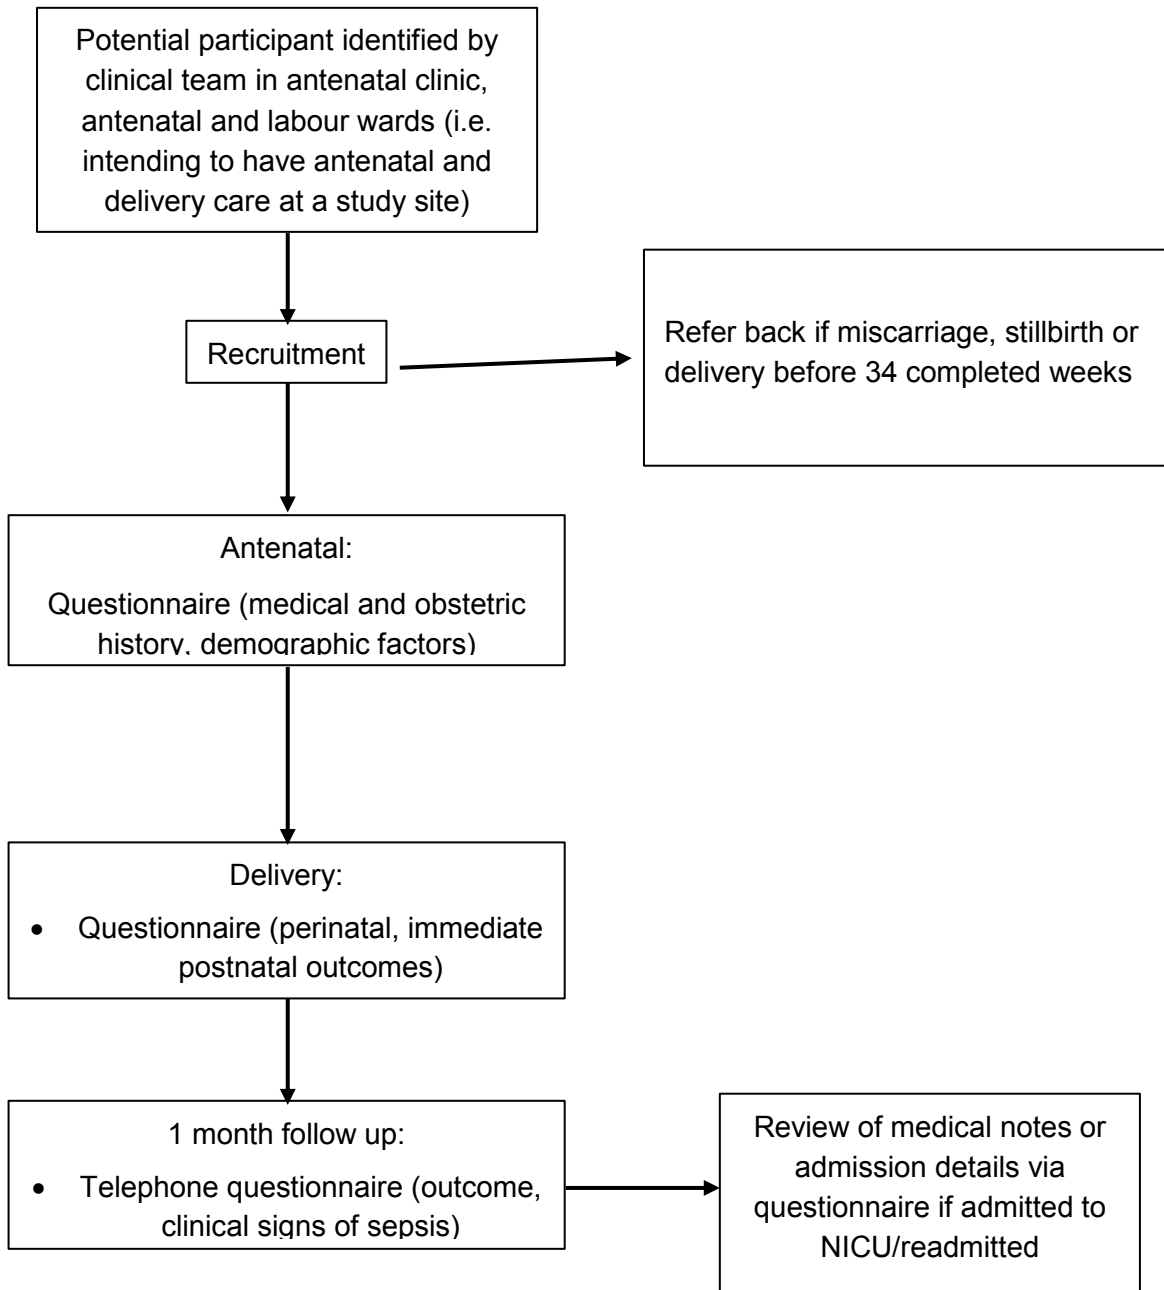 Potential participant identified by
clinical team in antenatal clinic,
antenatal and labour wards (i.e.
intending to have antenatal and
delivery care at a study site)
Recruitment
Refer back if miscarriage, stillbirth or
delivery before 34 completed weeks
Antenatal:
Questionnaire (medical and obstetric
history, demographic factors)
Delivery:
• Questionnaire (perinatal, immediate
postnatal outcomes)
1 month follow up:
• Telephone questionnaire (outcome,
clinical signs of sepsis)
Review of medical notes or
admission details via
questionnaire if admitted to
NICU/readmitted